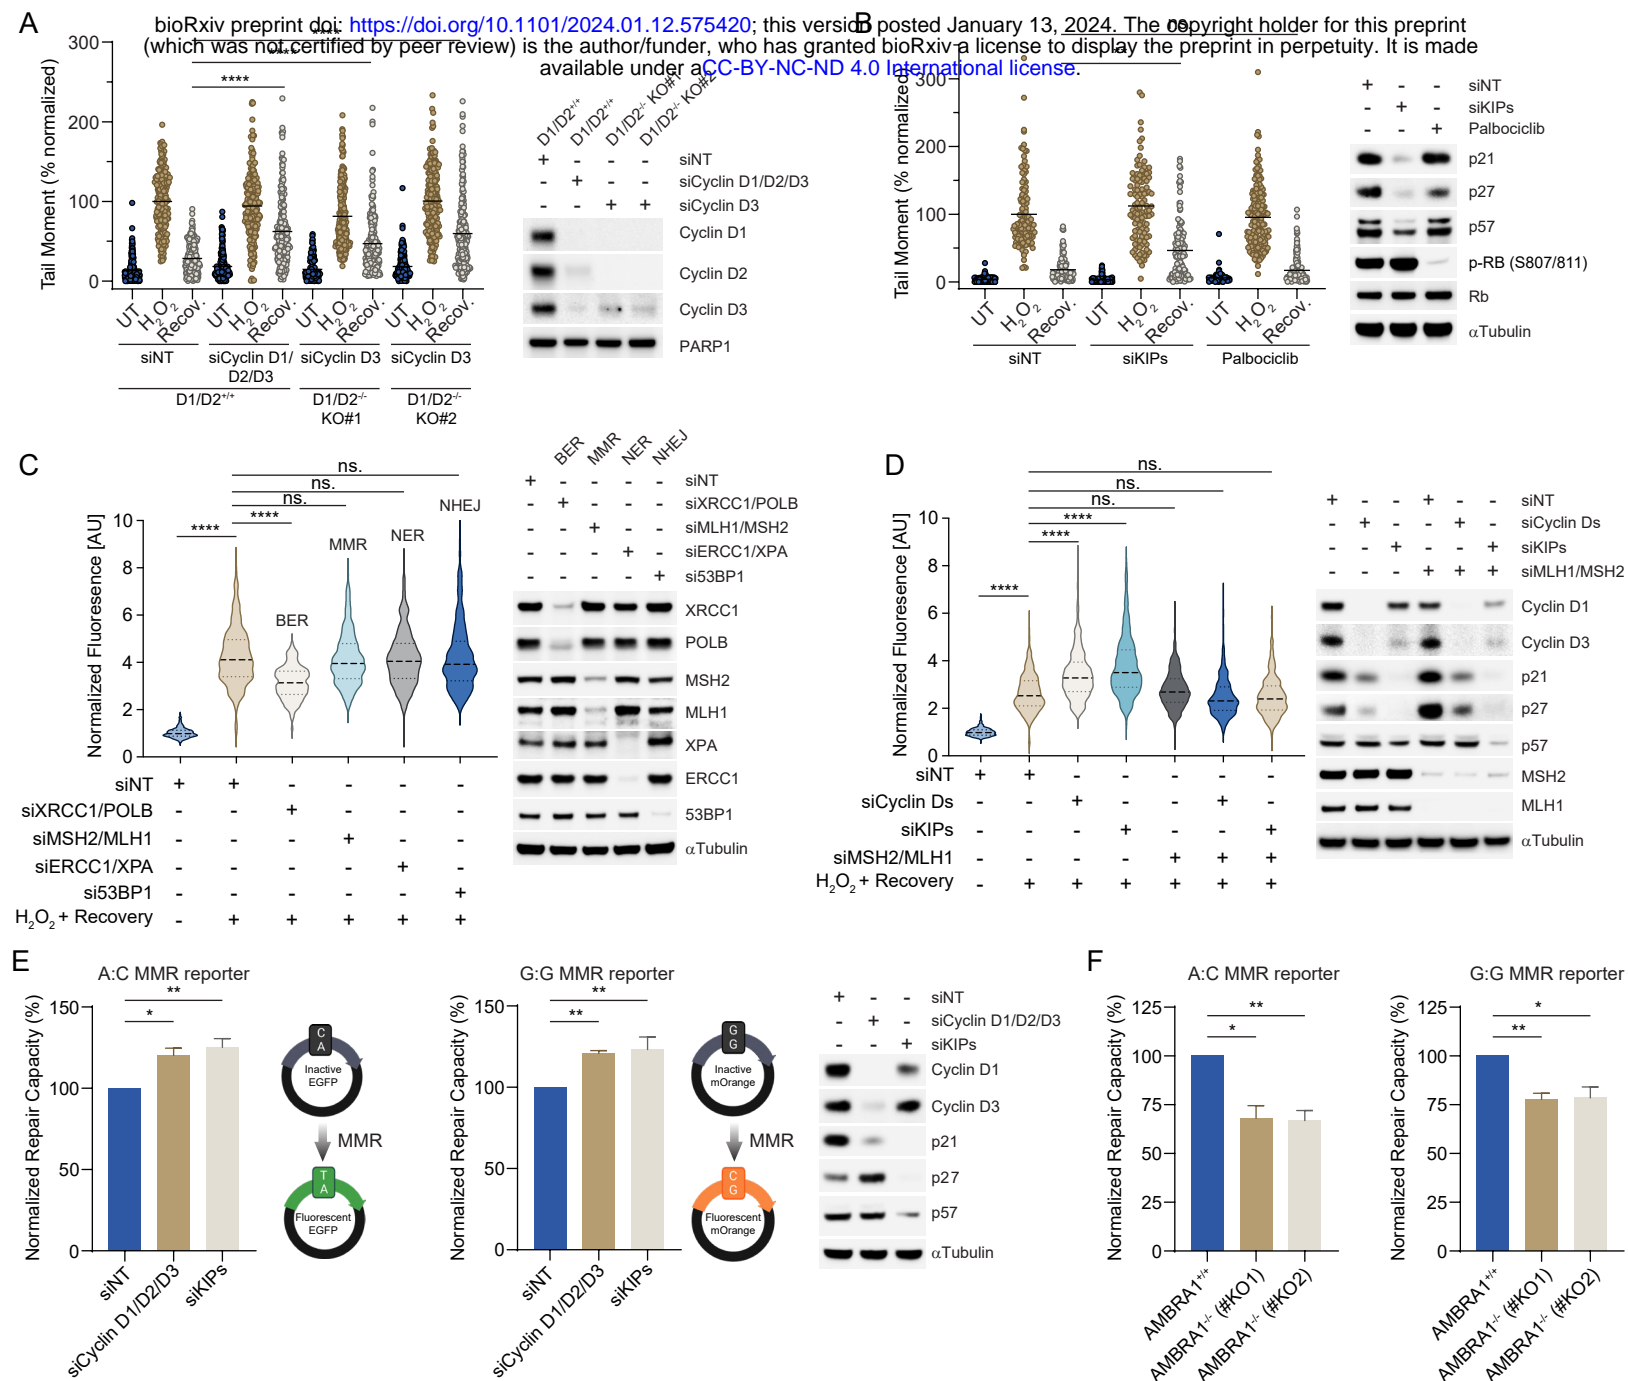 bioRxiv preprint doi: https://doi.org/10.1101/2024.01.12.575420; this version posted January 13, 2024. The copyright holder for this preprint
(which was not certified by peer review) is the author/funder, who has granted bioRxiv a license to display the preprint in perpetuity. It is made
available under aCC-BY-NC-ND 4.0 International license.
A
Tail Moment (% normalized)
300
200
100
0
****
****
****
UT
H2O2
Recov.
UT
H2O2
Recov.
UT
H2O2
Recov.
UT
H2O2
Recov.
siNT
siCyclin D1/
D2/D3
siCyclin D3
siCyclin D3
D1/D2+/+
D1/D2-/-
KO#1
D1/D2-/-
KO#2
D1/D2+/+
D1/D2+/+
D1/D2-/- KO#1
D1/D2-/- KO#2
+ - - - siNT
- + - - siCyclin D1/D2/D3
- - + + siCyclin D3
Cyclin D1
Cyclin D2
Cyclin D3
PARP1
B
Tail Moment (% normalized)
300
200
100
0
ns.
UT
H2O2
Recov.
UT
H2O2
Recov.
UT
H2O2
Recov.
siNT
siKIPs
Palbociclib
+ - - siNT
- + - siKIPs
- - + Palbociclib
p21
p27
p57
p-RB (S807/811)
Rb
αTubulin
C
Normalized Fluoresence [AU]
10
8
6
4
2
0
ns.
ns.
ns.
**** ****
BER
MMR
NER
NHEJ
siNT + + - - - -
siXRCC1/POLB - - + - - -
siMSH2/MLH1 - - - + - -
siERCC1/XPA - - - - + -
si53BP1 - - - - - +
H2O2 + Recovery - + + + + +
BER
MMR
NER
NHEJ
+ - - - - siNT
- + - - - siXRCC1/POLB
- - + - - siMLH1/MSH2
- - - + - siERCC1/XPA
- - - - + si53BP1
XRCC1
POLB
MSH2
MLH1
XPA
ERCC1
53BP1
αTubulin
D
Normalized Fluoresence [AU]
10
8
6
4
2
0
ns.
ns.
ns.
****
****
****
siNT + + - - - - -
siCyclin Ds - - + - - + -
siKIPs - - - + - - +
siMSH2/MLH1 - - - - + + +
H2O2 + Recovery - + + + + + +
+ - - + - - siNT
- + - - + - siCyclin Ds
- - + - - + siKIPs
- - - + + + siMLH1/MSH2
Cyclin D1
Cyclin D3
p21
p27
p57
MSH2
MLH1
αTubulin
E
A:C MMR reporter
Normalized Repair Capacity (%)
150
100
50
0
**
*
siNT
siCyclin D1/D2/D3
siKIPs
C
A
Inactive
EGFP
MMR
T
A
Fluorescent
EGFP
G:G MMR reporter
Normalized Repair Capacity (%)
150
100
50
0
**
**
siNT
siCyclin D1/D2/D3
siKIPs
G
G
Inactive
mOrange
MMR
C
G
Fluorescent
mOrange
+ - - siNT
- + - siCyclin D1/D2/D3
- - + siKIPs
Cyclin D1
Cyclin D3
p21
p27
p57
αTubulin
F
A:C MMR reporter
Normalized Repair Capacity (%)
125
100
75
50
25
0
**
*
AMBRA1+/+
AMBRA1-/- (#KO1)
AMBRA1-/- (#KO2)
G:G MMR reporter
Normalized Repair Capacity (%)
125
100
75
50
25
0
*
**
AMBRA1+/+
AMBRA1-/- (#KO1)
AMBRA1-/- (#KO2)